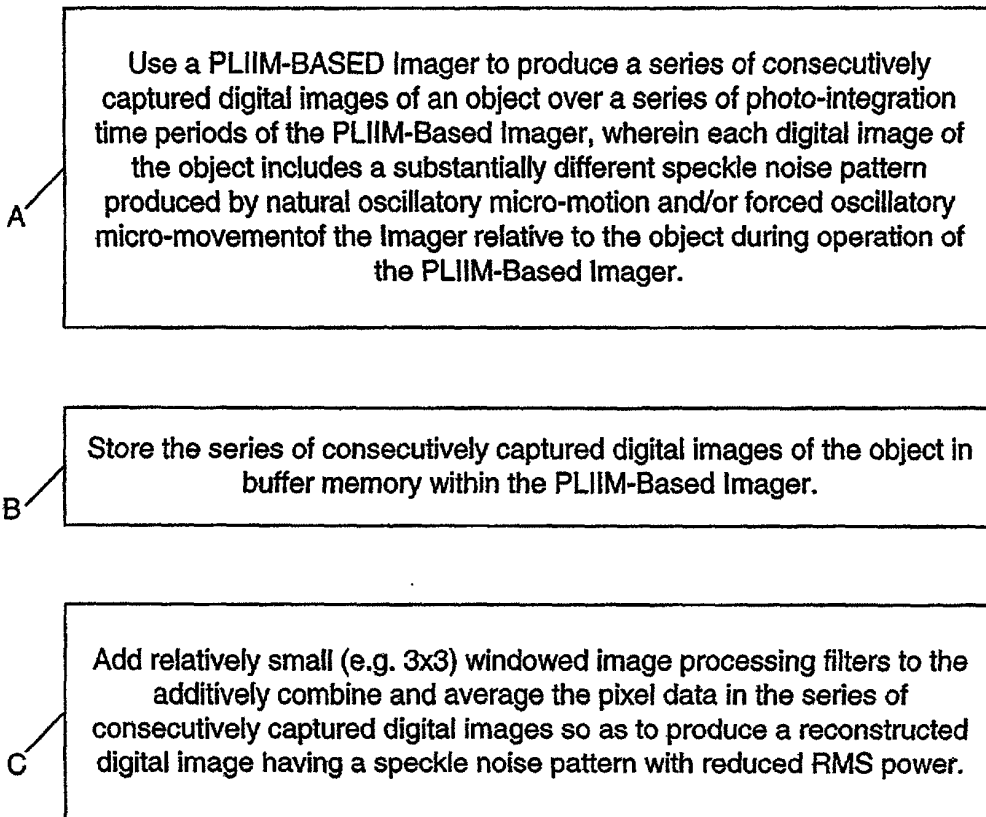 Use a PLIIM-BASED Imager to produce a series of consecutively
captured digital images of an object over a series of photo-integration
time periods of the PLIIM-Based Imager, wherein each digital image of
the object includes a substantially different speckle noise pattern
produced by natural oscillatory micro-motion and/or forced oscillatory
micro-movementof the Imager relative to the object during operation of
the PLIIM-Based Imager.
A
Store the series of consecutively captured digital images of the object in
buffer memory within the PLIIM-Based Imager.
B
Add relatively small (e.g. 3x3) windowed image processing filters to the
additively combine and average the pixel data in the series of
consecutively captured digital images so as to produce a reconstructed
digital image having a speckle noise pattern with reduced RMS power.
C